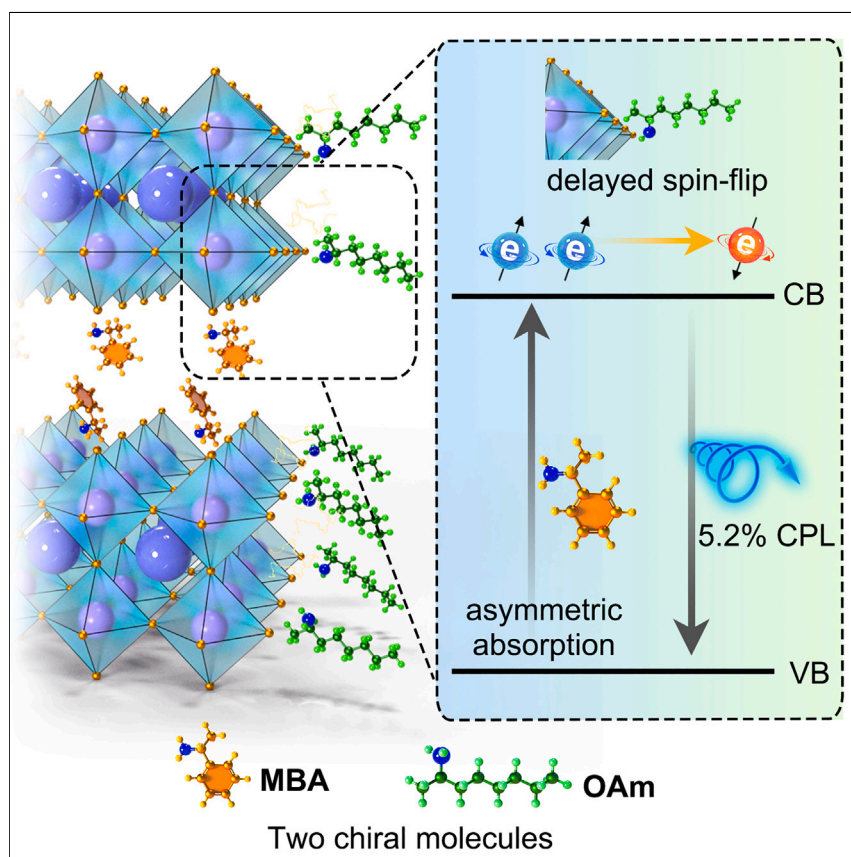 delayed spin-flip
e e e
CB
5.2% CPL
asymmetric
absorption
VB
MBA
OAm
Two chiral molecules